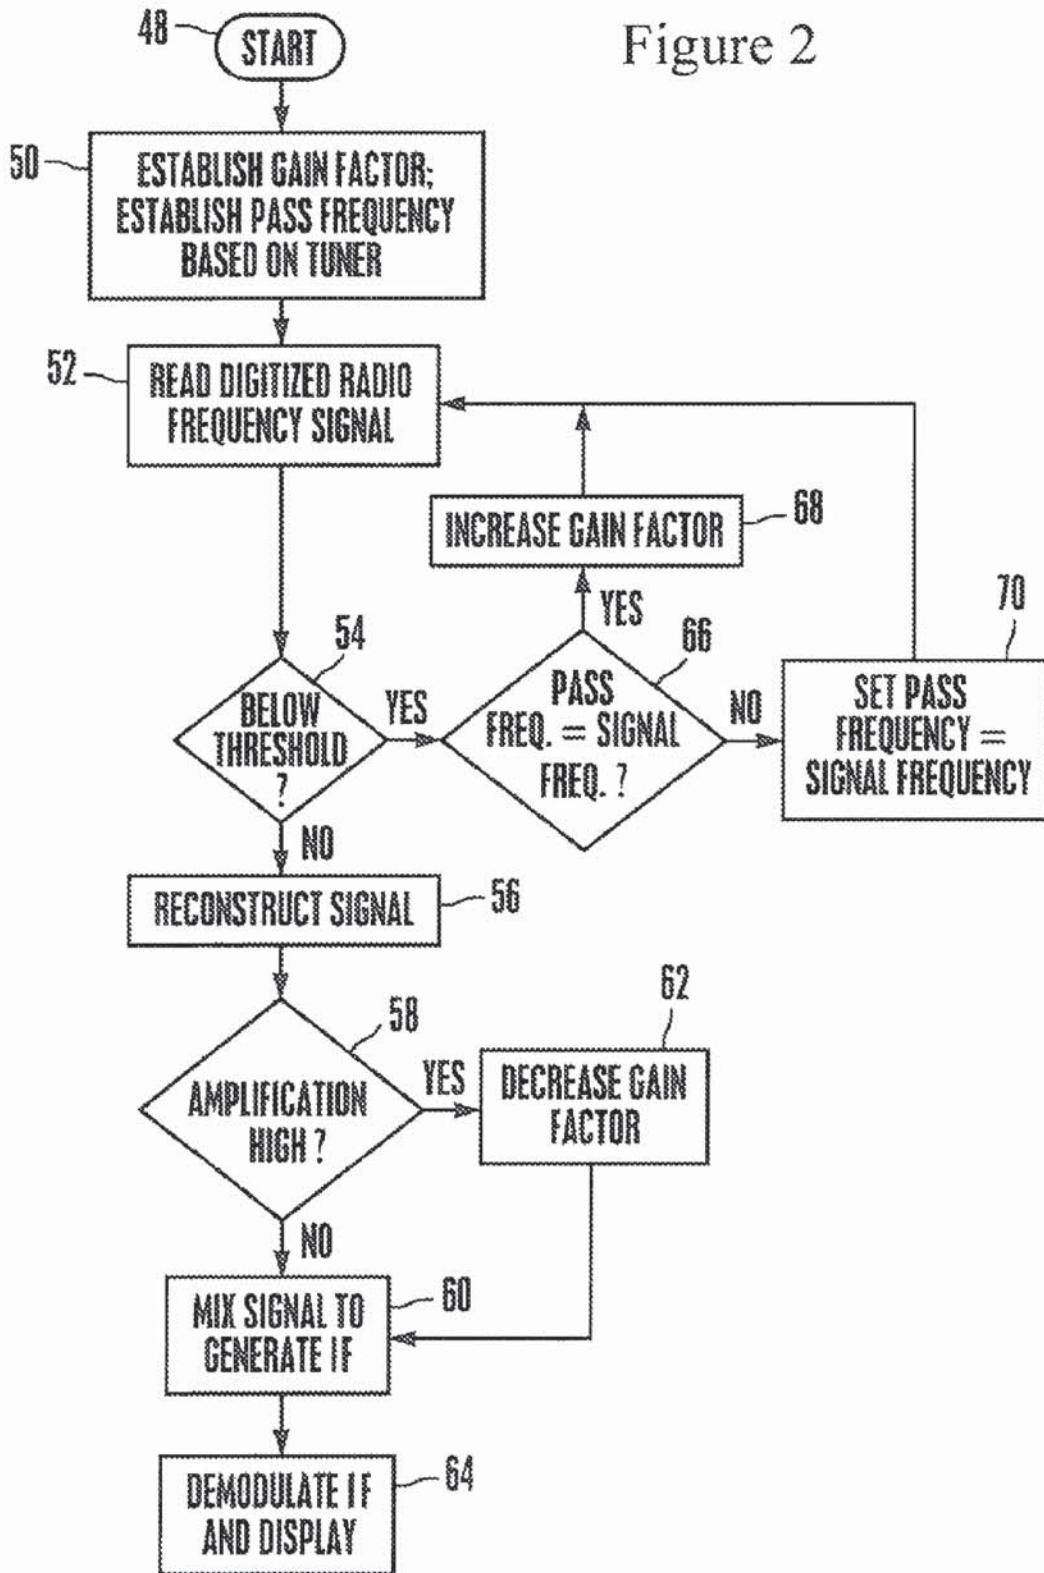 Figure 2
48
START
50
ESTABLISH GAIN FACTOR;
ESTABLISH PASS FREQUENCY
BASED ON TUNER
52
READ DIGITIZED RADIO
FREQUENCY SIGNAL
68
INCREASE GAIN FACTOR
YES
54
BELOW
THRESHOLD
?
YES
66
PASS
FREQ. = SIGNAL
FREQ. ?
NO
70
SET PASS
FREQUENCY =
SIGNAL FREQUENCY
NO
RECONSTRUCT SIGNAL
56
58
AMPLIFICATION
HIGH ?
YES
62
DECREASE GAIN
FACTOR
NO
MIX SIGNAL TO
GENERATE IF
60
DEMODULATE IF
AND DISPLAY
64